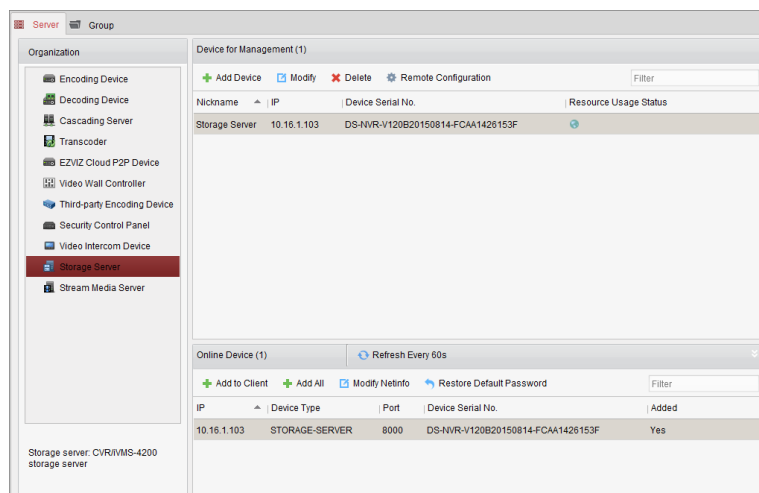 Server Group
Organization
Encoding Device
Decoding Device
Cascading Server
Transcoder
EZVIZ Cloud P2P Device
Video Wall Controller
Third-party Encoding Device
Security Control Panel
Video Intercom Device
Storage Server
Stream Media Server
Storage server: CVR/iVMS-4200
storage server
Device for Management (1)
Add Device Modify Delete Remote Configuration Filter
Nickname IP Device Serial No. Resource Usage Status
Storage Server 10.16.1.103 DS-NVR-V120B20150814-FCAA1426153F
Online Device (1) Refresh Every 60s
Add to Client Add All Modify Netinfo Restore Default Password Filter
IP Device Type Port Device Serial No. Added
10.16.1.103 STORAGE-SERVER 8000 DS-NVR-V120B20150814-FCAA1426153F Yes